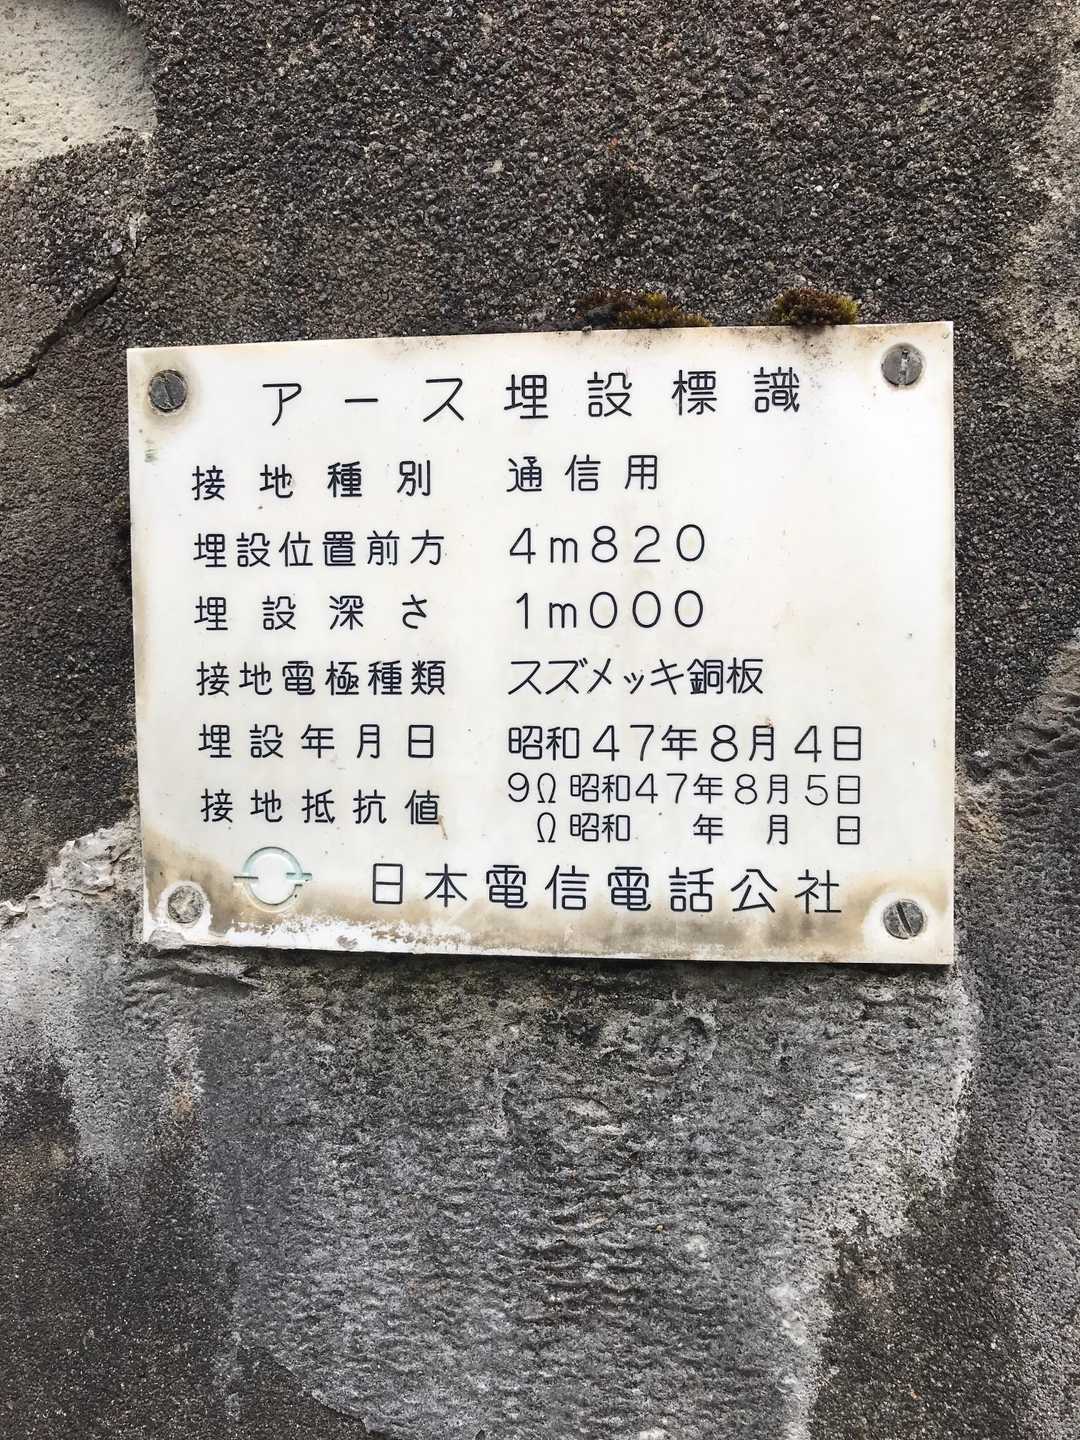 アース埋設標識
接地種別 通信用
埋設位置前方 4m820
埋設深さ 1m000
接地電極種類 スズメッキ銅板
埋設年月日 昭和47年8月4日
接地抵抗値 9Ω昭和47年8月5日
Ω昭和 年 月 日
日本電信電話公社